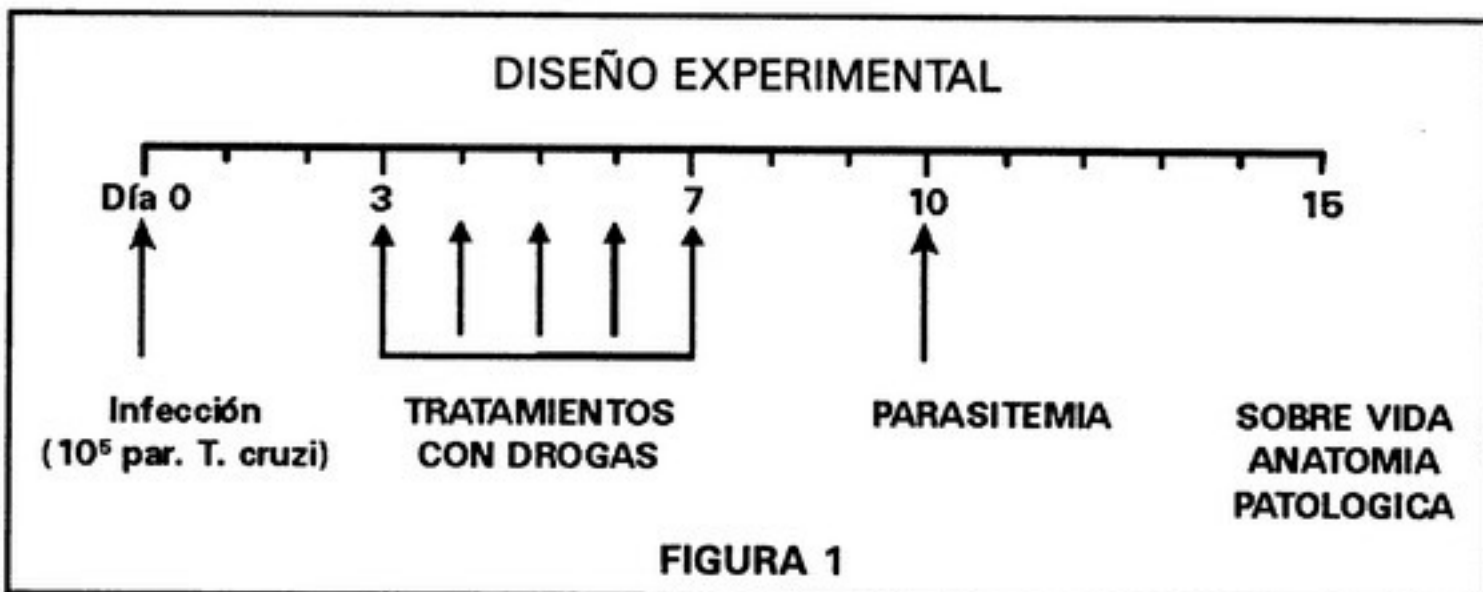 DISEÑO EXPERIMENTAL
Día 0 3 7 10 15
Infección
(10⁵ par. T. cruzi)
TRATAMIENTOS
CON DROGAS
PARASITEMIA
SOBRE VIDA
ANATOMIA
PATOLOGICA
FIGURA 1